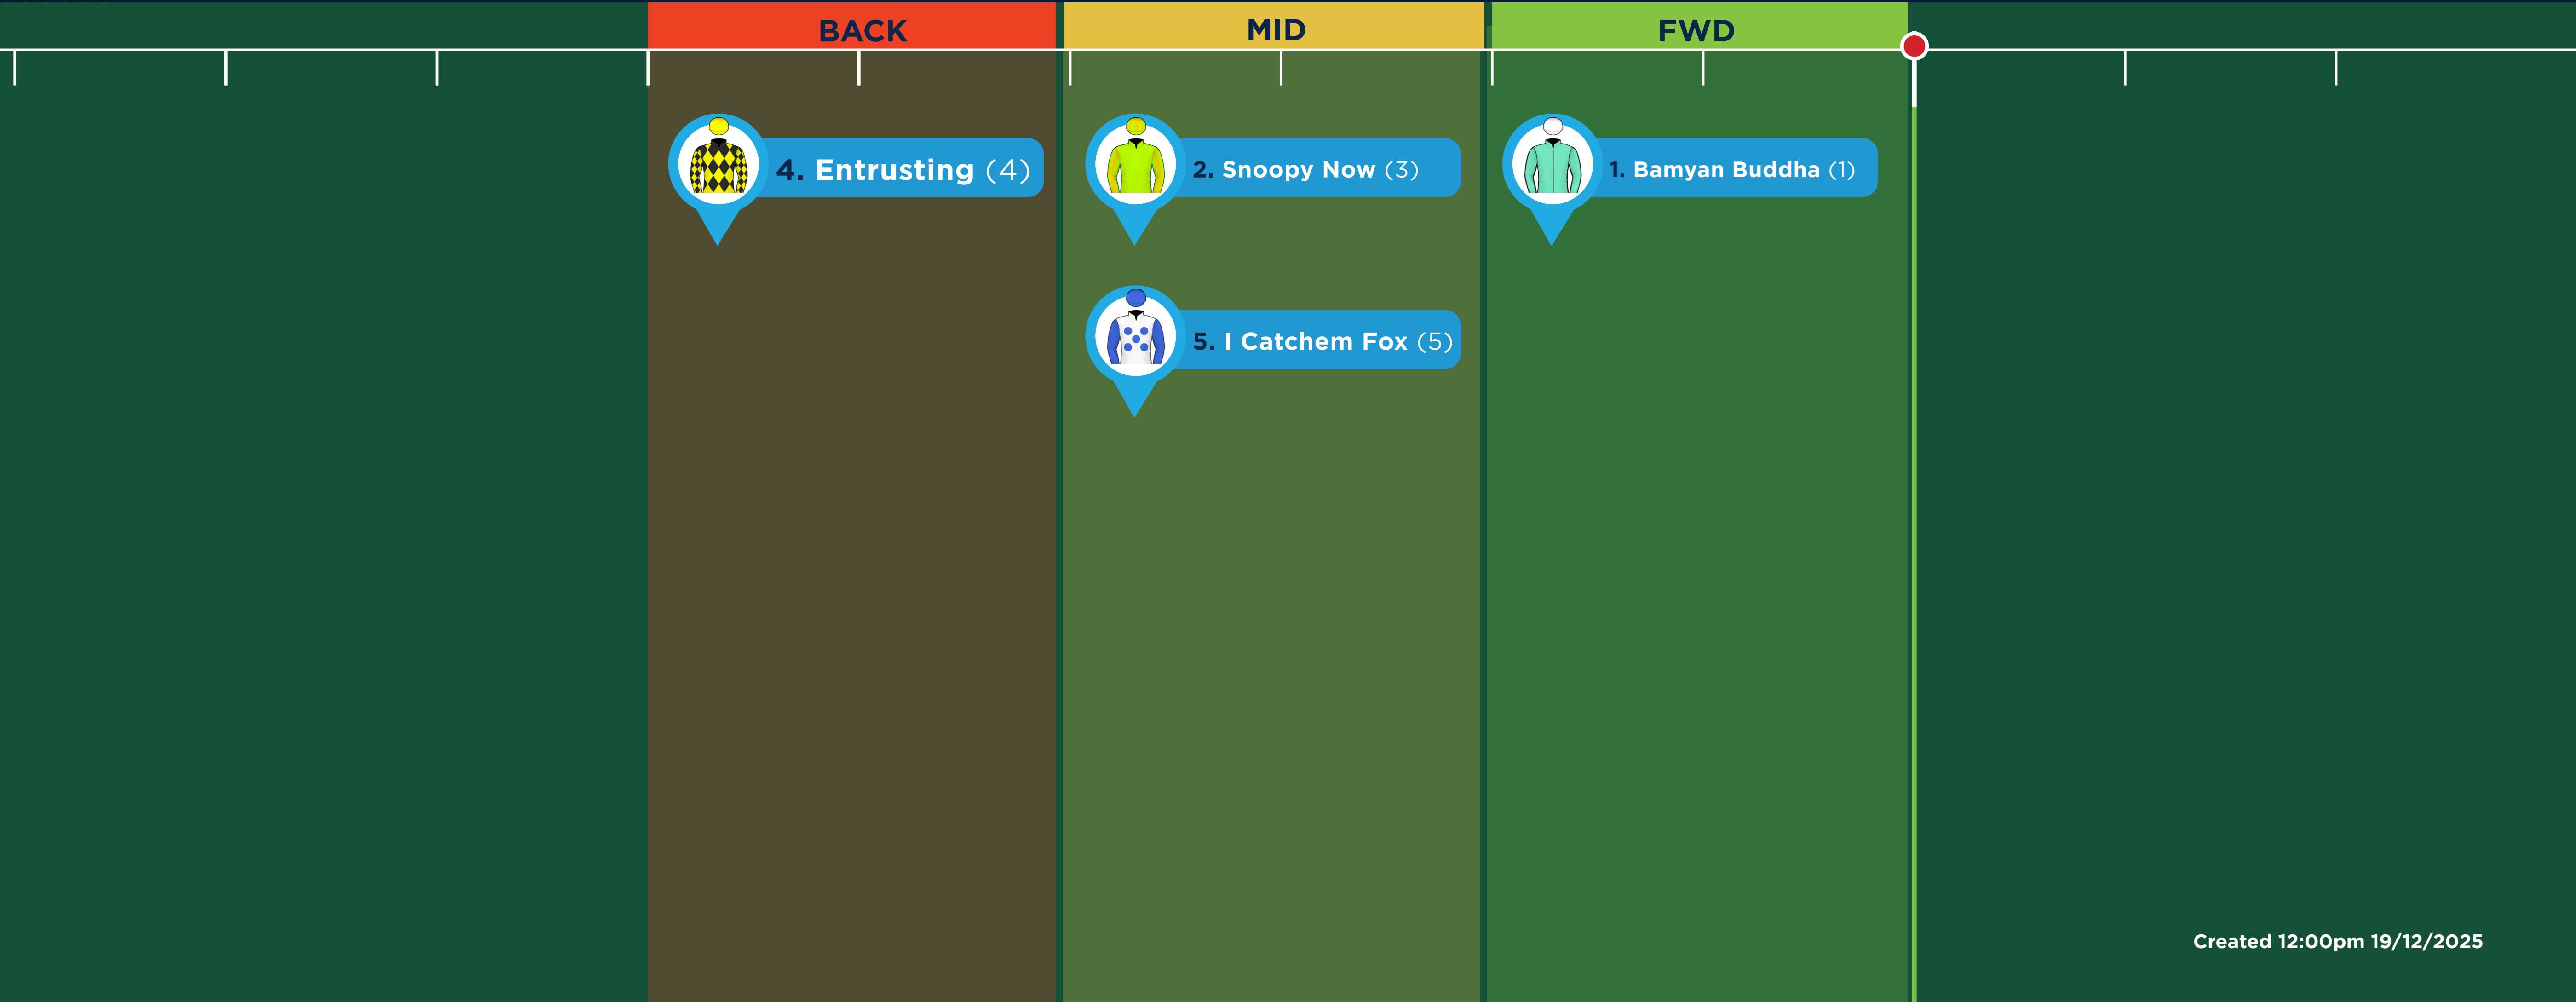 BACK
MID
FWD
4. Entrusting (4)
2. Snoopy Now (3)
1. Bamyan Buddha (1)
5. I Catchem Fox (5)
Created 12:00pm 19/12/2025